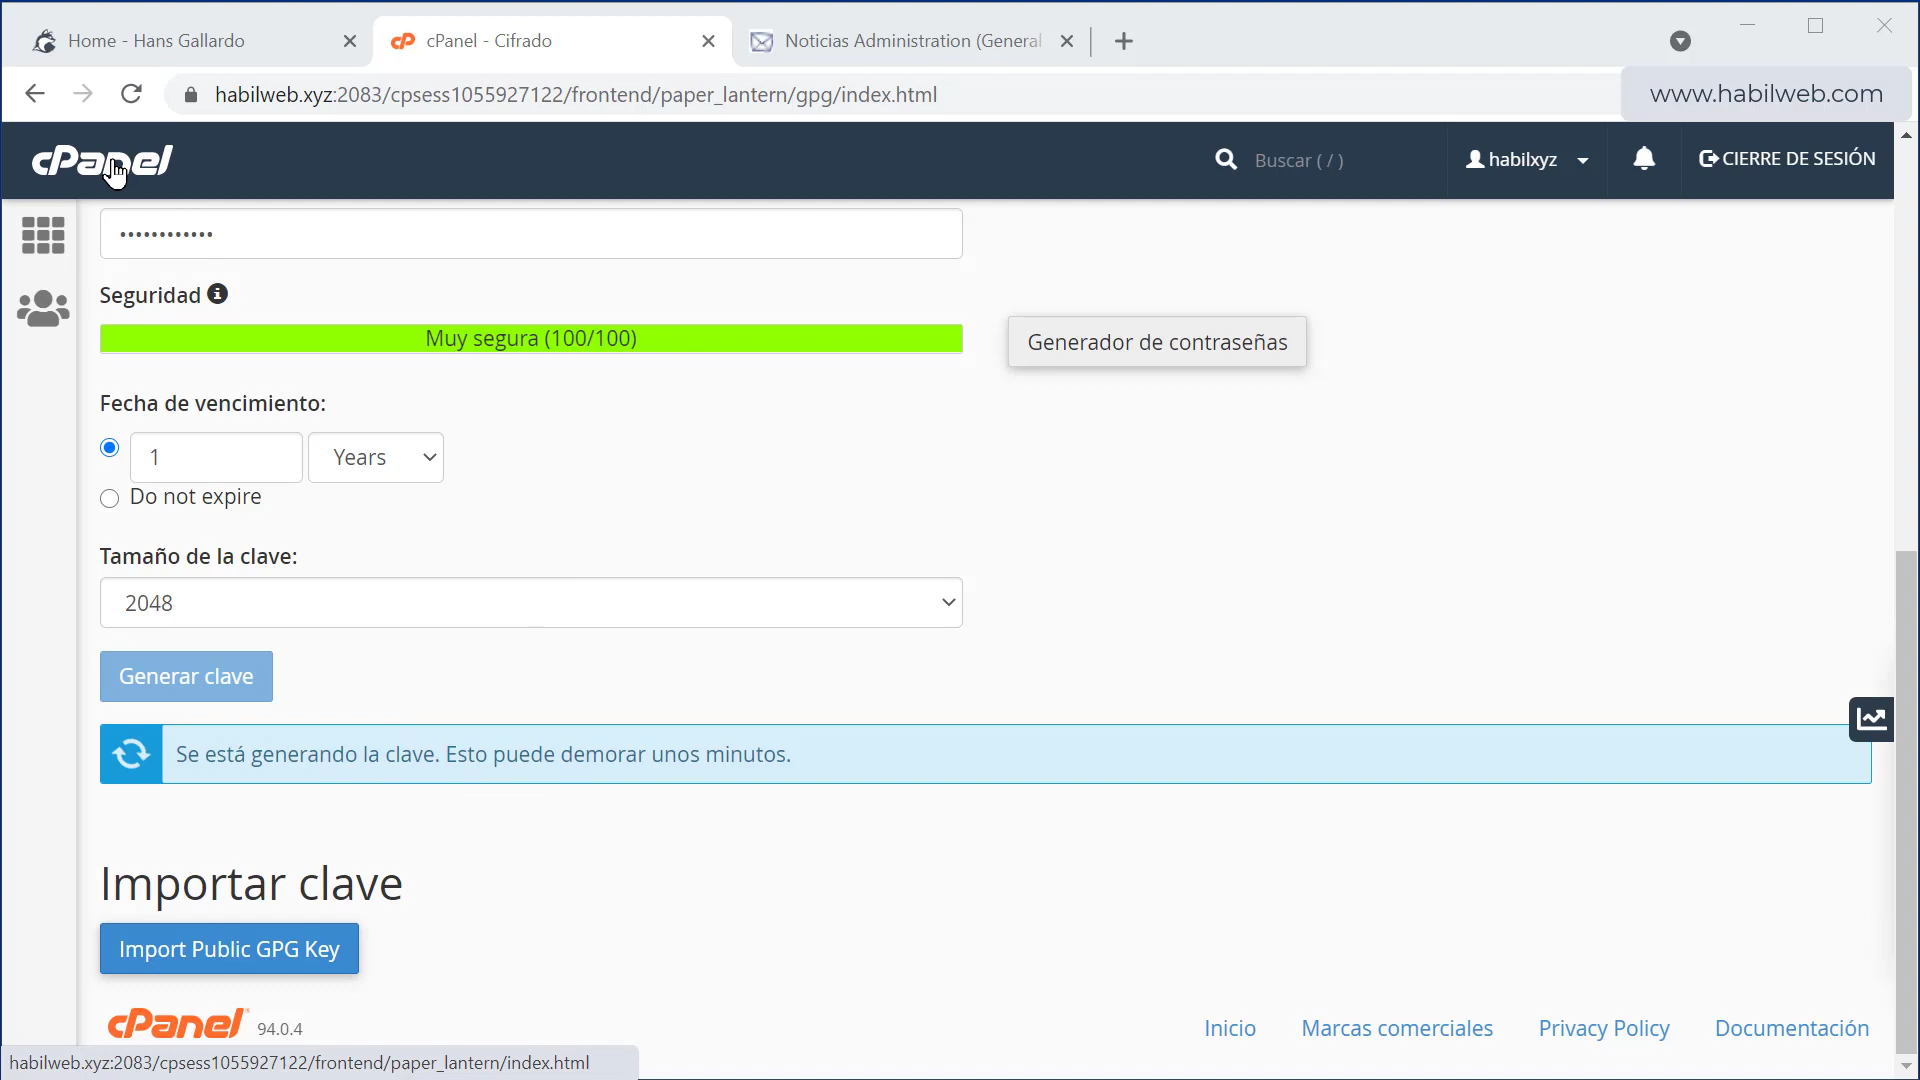 Home - Hans Gallardo
cPanel - Cifrado
Noticias Administration (General
habilweb.xyz:2083/cpsess1055927122/frontend/paper_lantern/gpg/index.html
www.habilweb.com
cPanel
Buscar ( / )
habilxyz
CIERRE DE SESIÓN
••••••••••••
Seguridad
Muy segura (100/100)
Generador de contraseñas
Fecha de vencimiento:
1
Years
Do not expire
Tamaño de la clave:
2048
Generar clave
Se está generando la clave. Esto puede demorar unos minutos.
Importar clave
Import Public GPG Key
cPanel 94.0.4
Inicio
Marcas comerciales
Privacy Policy
Documentación
habilweb.xyz:2083/cpsess1055927122/frontend/paper_lantern/index.html